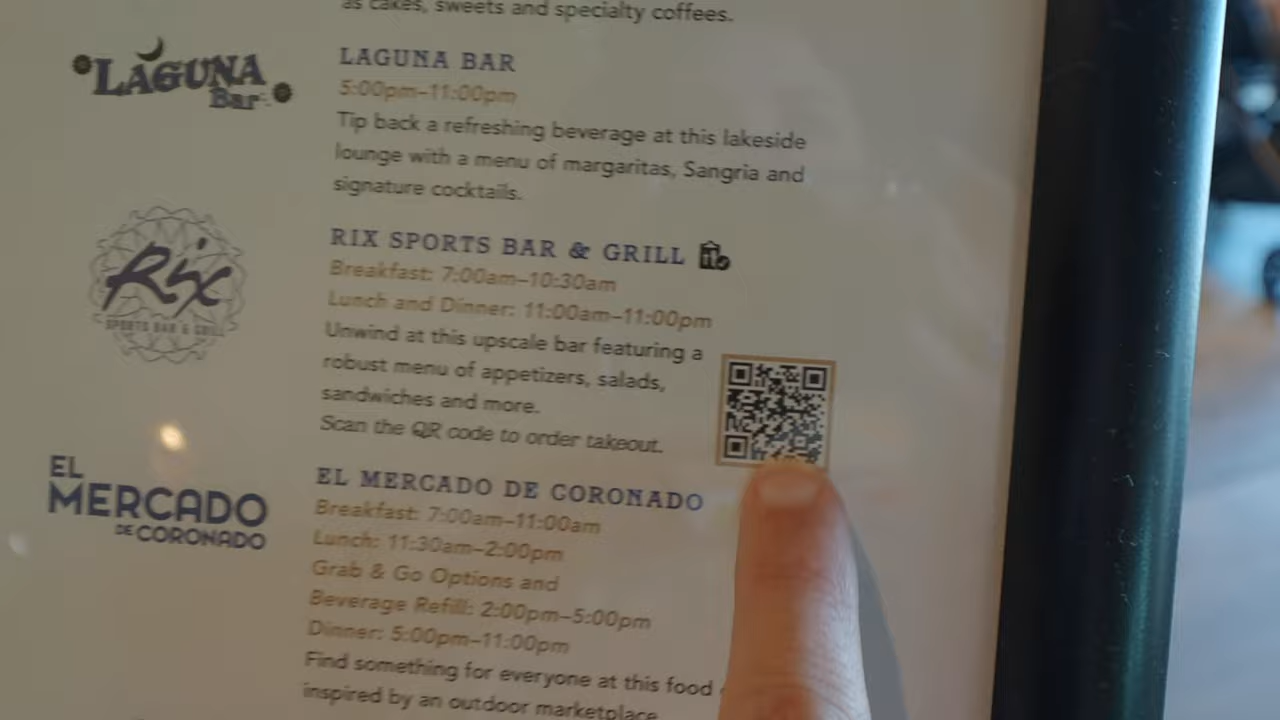 as cakes, sweets and specialty coffees.
LAGUNA
Bar
LAGUNA BAR
5:00pm–11:00pm
Tip back a refreshing beverage at this lakeside
lounge with a menu of margaritas, Sangria and
signature cocktails.
Rix
SPORTS BAR & GRILL
RIX SPORTS BAR & GRILL
Breakfast: 7:00am–10:30am
Lunch and Dinner: 11:00am–11:00pm
Unwind at this upscale bar featuring a
robust menu of appetizers, salads,
sandwiches and more.
Scan the QR code to order takeout.
EL
MERCADO
DE CORONADO
EL MERCADO DE CORONADO
Breakfast: 7:00am–11:00am
Lunch: 11:30am–2:00pm
Grab & Go Options and
Beverage Refill: 2:00pm–5:00pm
Dinner: 5:00pm–11:00pm
Find something for everyone at this food
inspired by an outdoor marketplace